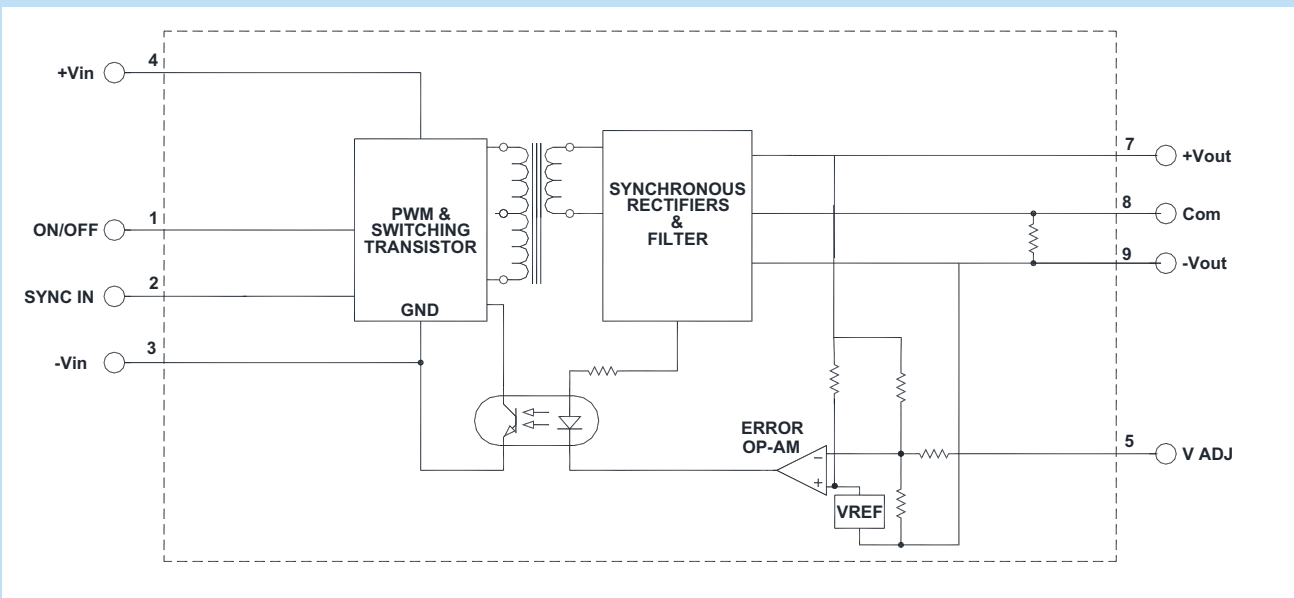 4
+Vin
7
+Vout
SYNCHRONOUS
RECTIFIERS
&
FILTER
8
Com
PWM &
SWITCHING
TRANSISTOR
1
ON/OFF
9
-Vout
2
SYNC IN
GND
3
-Vin
ERROR
OP-AM
5
V ADJ
−
+
VREF